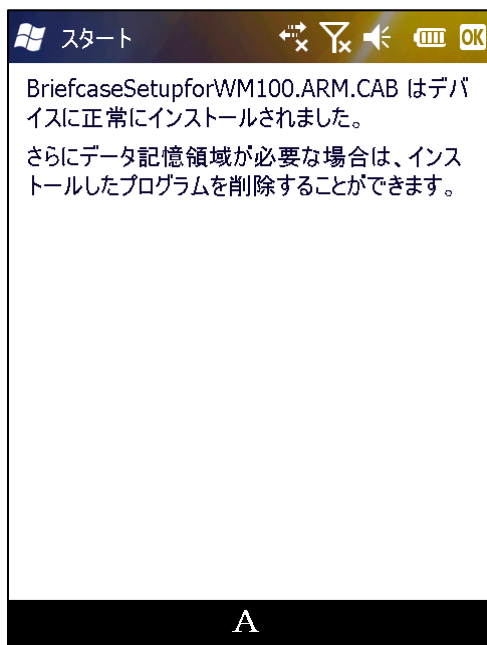 スタート OK
BriefcaseSetupforWM100.ARM.CAB はデバ
イスに正常にインストールされました。
さらにデータ記憶領域が必要な場合は、インス
トールしたプログラムを削除することができます。
A